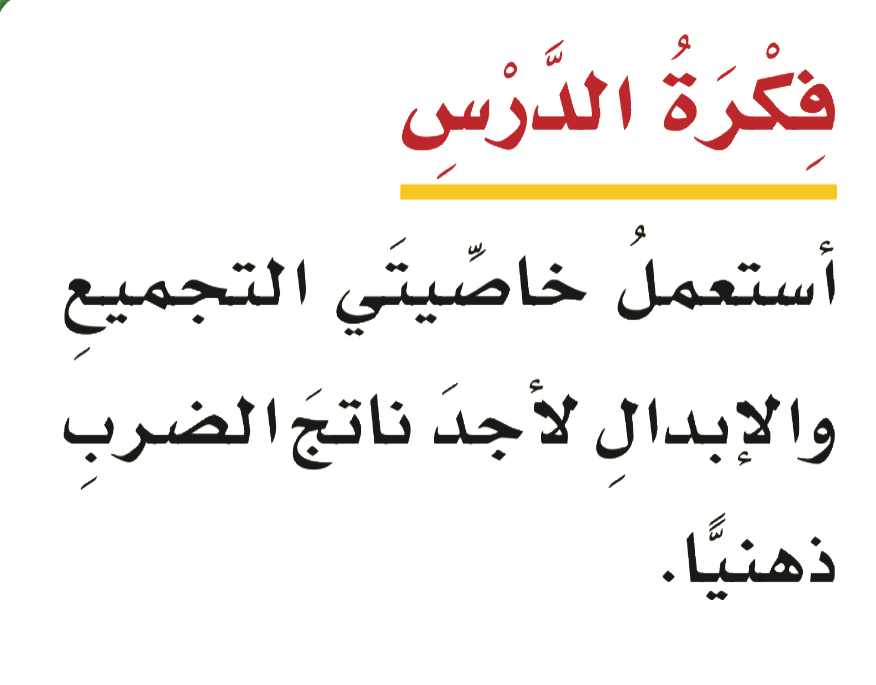 فِكْرَةُ الدَّرْسِ
أستعملُ خاصِّيتَي التجميعِ
والإبدالِ لأجدَ ناتجَ الضربِ
ذهنيًّا.